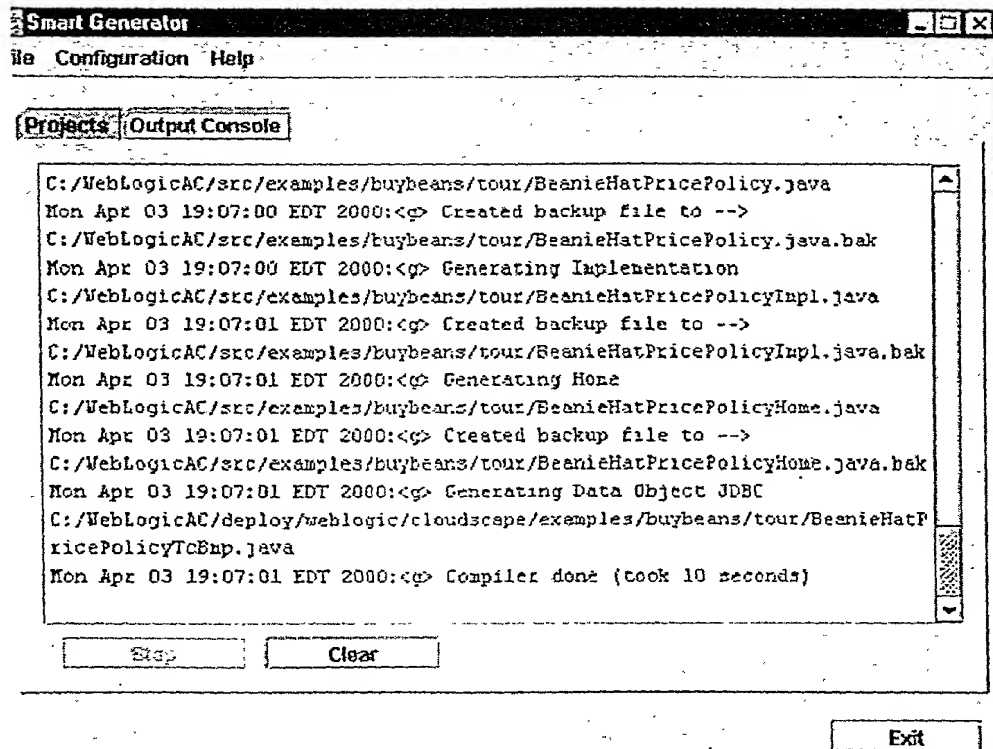 Smart Generator
ile Configuration Help
Projects Output Console
C:/WebLogicAC/src/examples/buybeans/tour/BeanieHatPricePolicy.java
Mon Apr 03 19:07:00 EDT 2000:<g> Created backup file to -->
C:/WebLogicAC/src/examples/buybeans/tour/BeanieHatPricePolicy.java.bak
Mon Apr 03 19:07:00 EDT 2000:<g> Generating Implementation
C:/WebLogicAC/src/examples/buybeans/tour/BeanieHatPricePolicyImpl.java
Mon Apr 03 19:07:01 EDT 2000:<g> Created backup file to -->
C:/WebLogicAC/src/examples/buybeans/tour/BeanieHatPricePolicyImpl.java.bak
Mon Apr 03 19:07:01 EDT 2000:<g> Generating Home
C:/WebLogicAC/src/examples/buybeans/tour/BeanieHatPricePolicyHome.java
Mon Apr 03 19:07:01 EDT 2000:<g> Created backup file to -->
C:/WebLogicAC/src/examples/buybeans/tour/BeanieHatPricePolicyHome.java.bak
Mon Apr 03 19:07:01 EDT 2000:<g> Generating Data Object JDBC
C:/WebLogicAC/deploy/weblogic/cloudscape/examples/buybeans/tour/BeanieHatP
ricePolicyTcBmp.java
Mon Apr 03 19:07:01 EDT 2000:<g> Compiler done (took 10 seconds)
Stop Clear
Exit